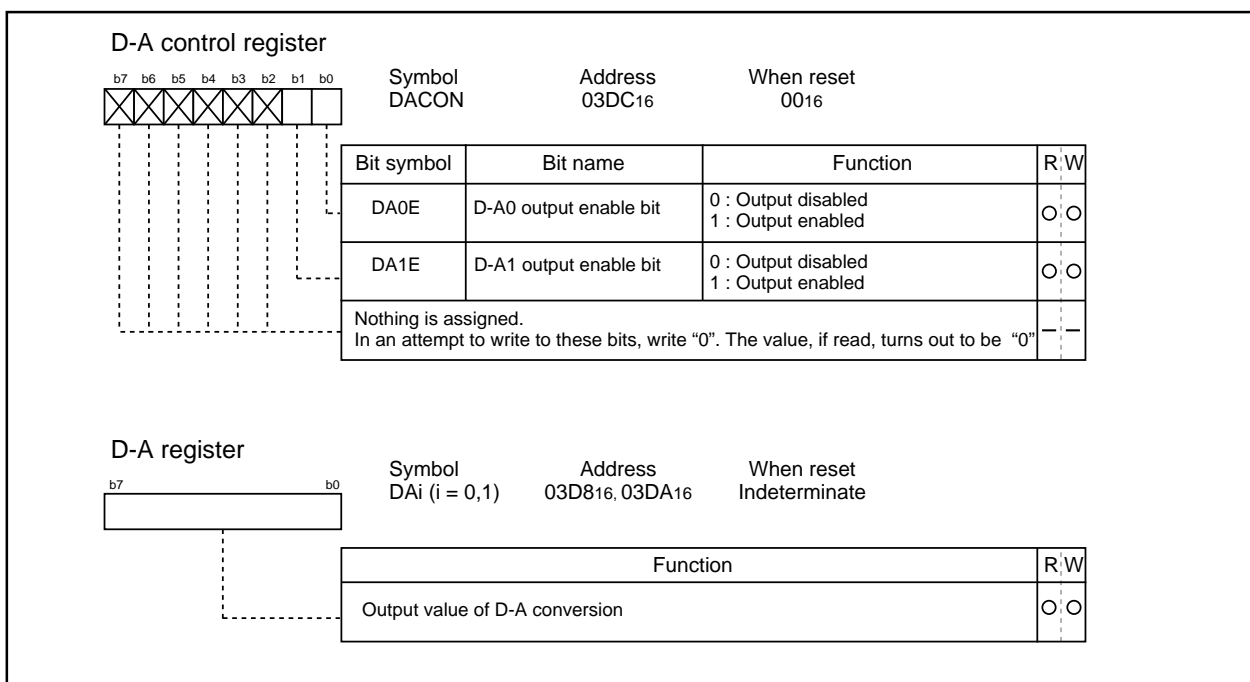 D-A control register
b7 b6 b5 b4 b3 b2 b1 b0
Symbol Address When reset
DACON 03DC16 0016
Bit symbol Bit name Function R W
DA0E D-A0 output enable bit 0 : Output disabled
1 : Output enabled
DA1E D-A1 output enable bit 0 : Output disabled
1 : Output enabled
Nothing is assigned.
In an attempt to write to these bits, write “0”. The value, if read, turns out to be “0”
D-A register
b7 b0
Symbol Address When reset
DAi (i = 0,1) 03D816, 03DA16 Indeterminate
Function R W
Output value of D-A conversion